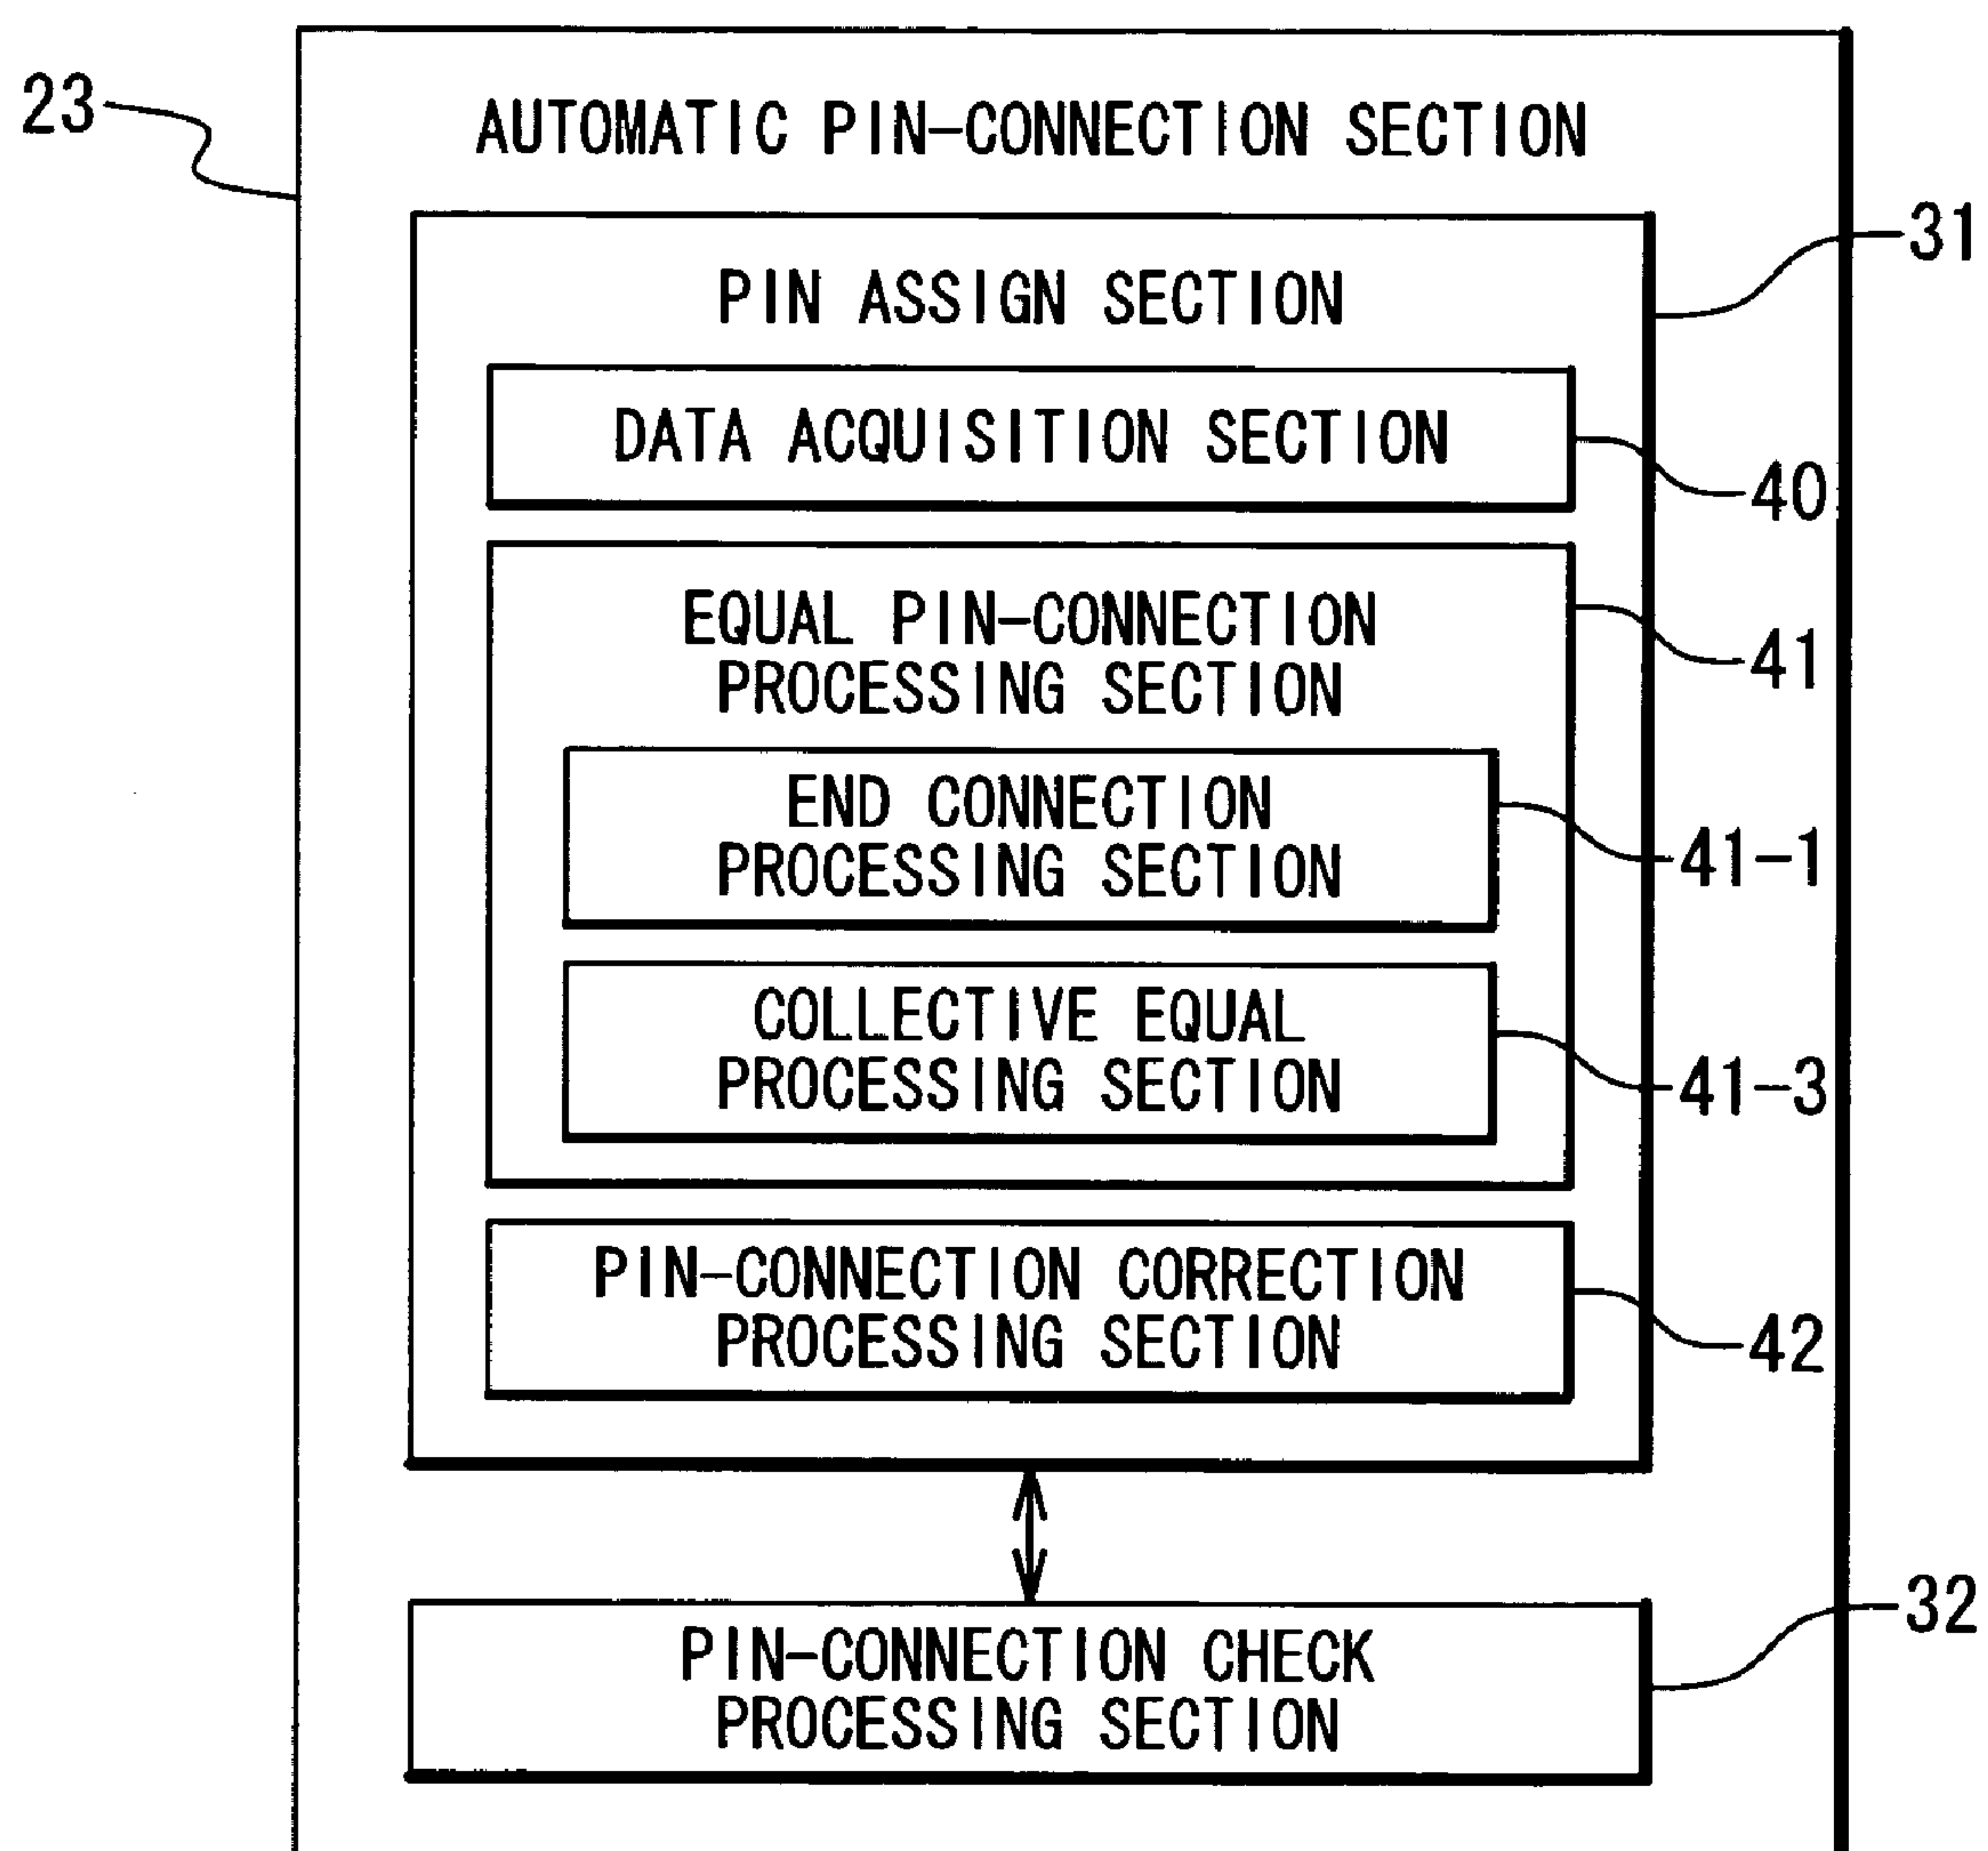 23
AUTOMATIC PIN-CONNECTION SECTION
31
PIN ASSIGN SECTION
DATA ACQUISITION SECTION
40
EQUAL PIN-CONNECTION
PROCESSING SECTION
41
END CONNECTION
PROCESSING SECTION
41-1
COLLECTIVE EQUAL
PROCESSING SECTION
41-3
PIN-CONNECTION CORRECTION
PROCESSING SECTION
42
PIN-CONNECTION CHECK
PROCESSING SECTION
32